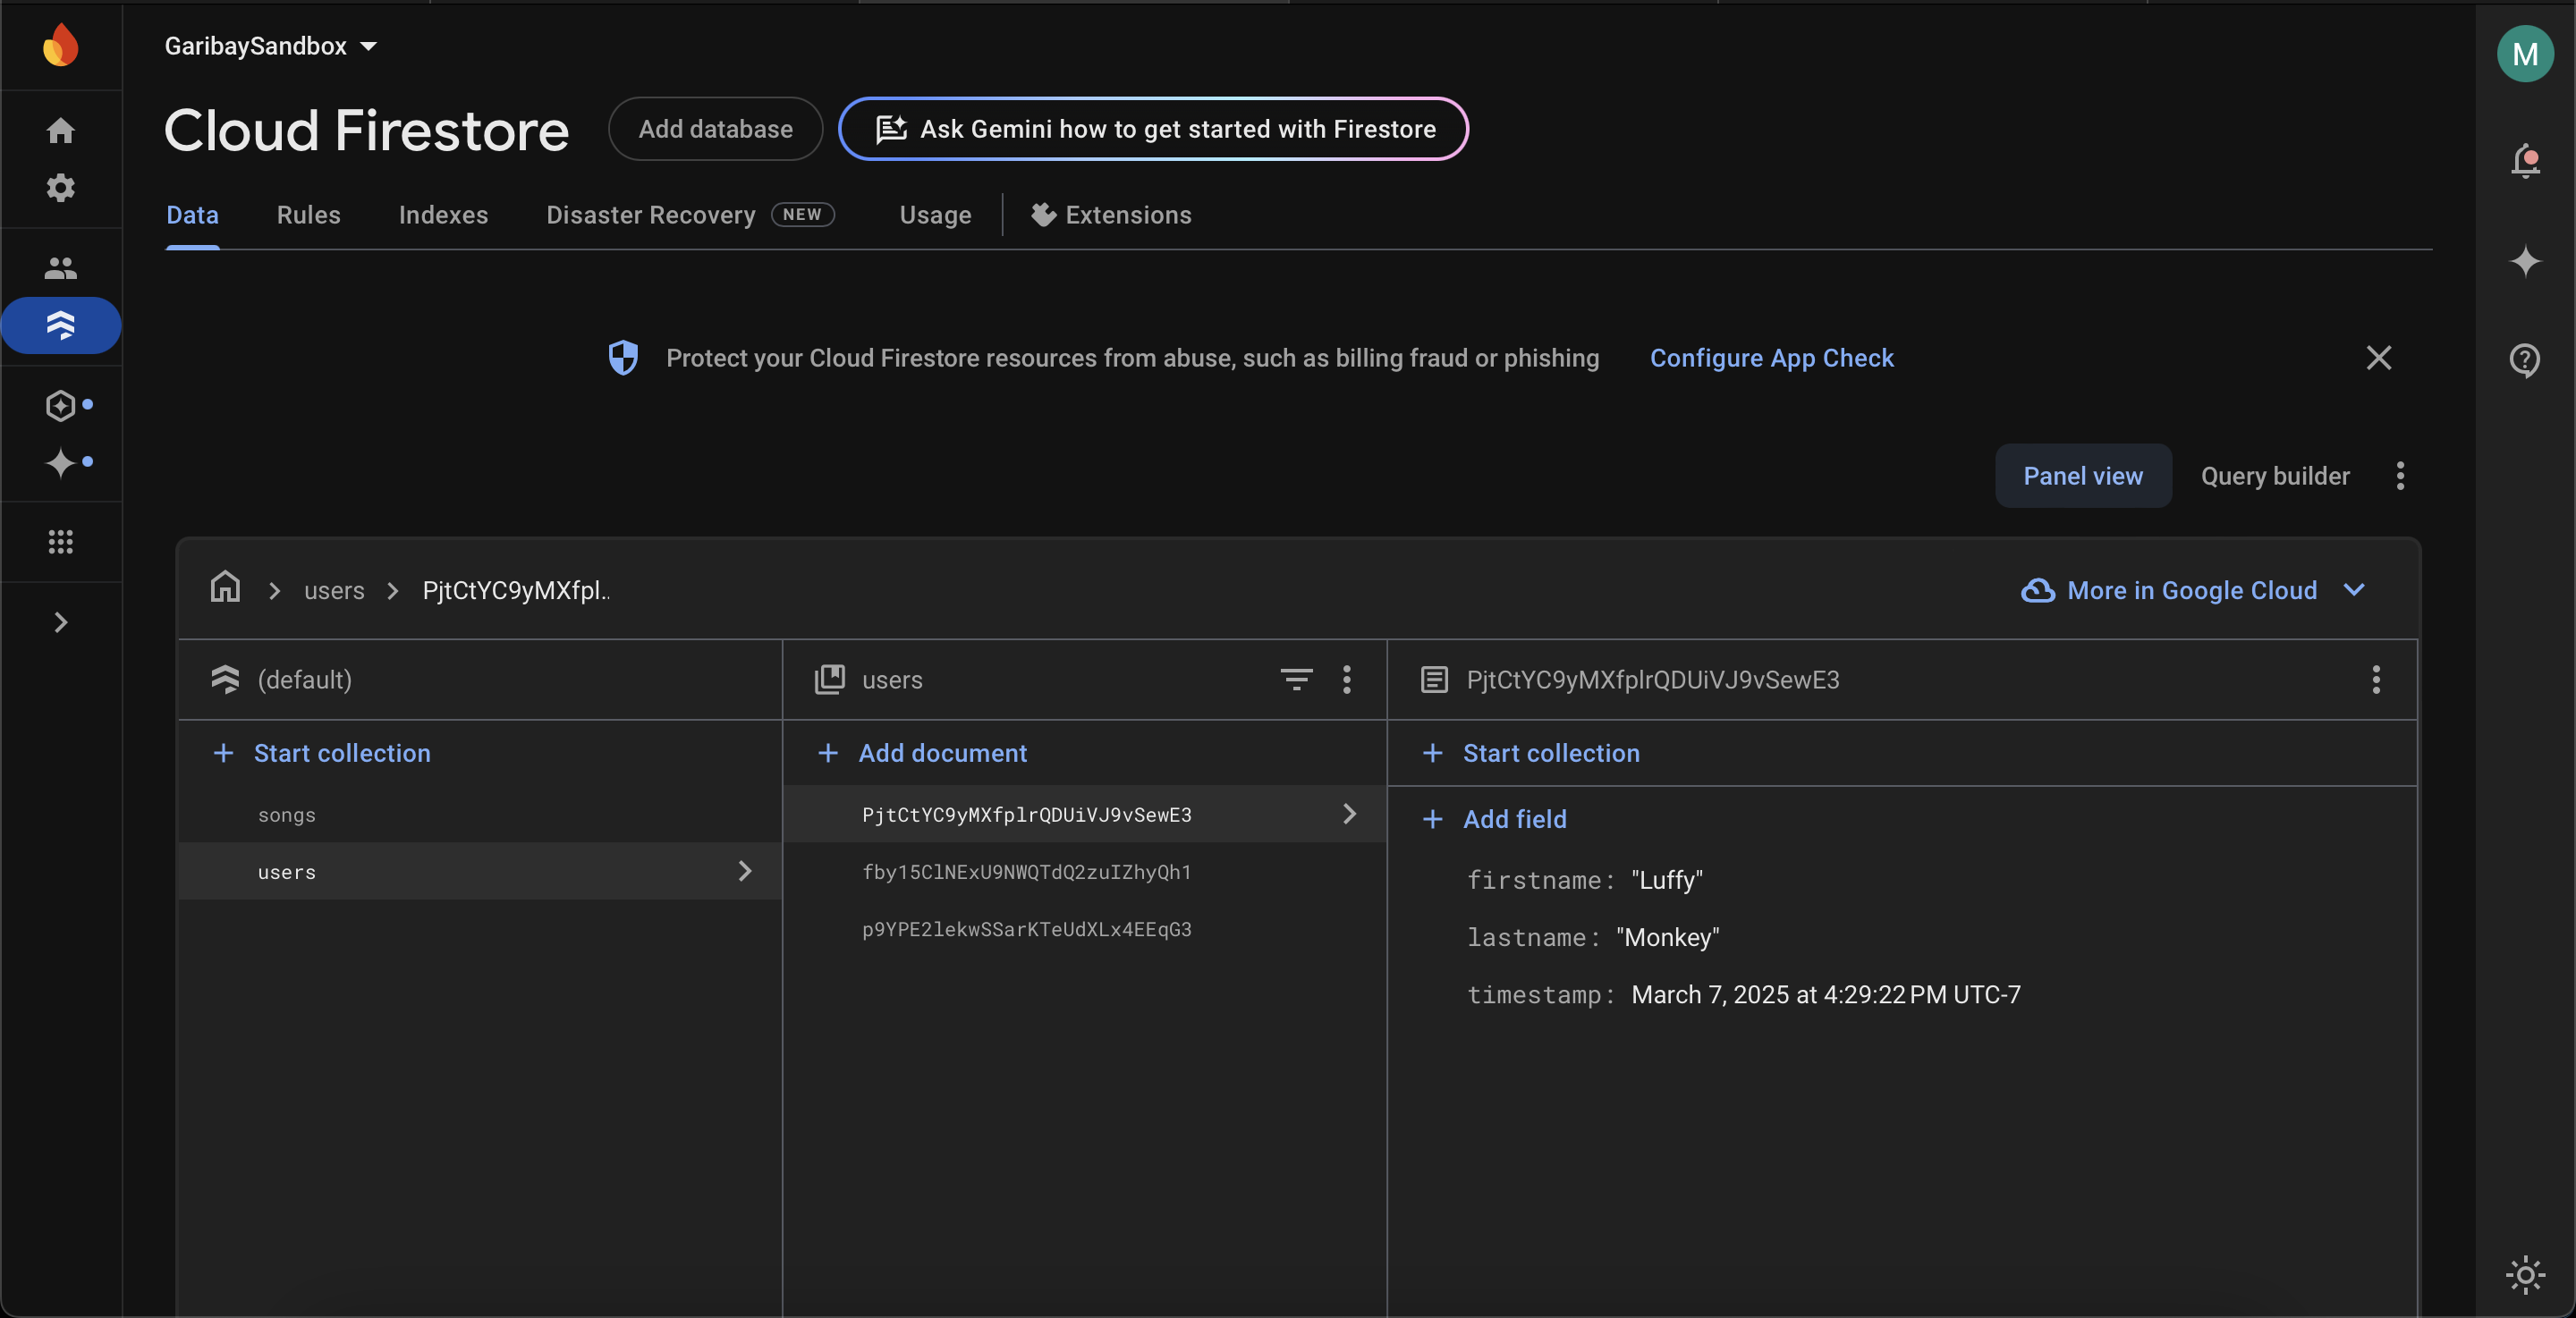 GaribaySandbox
M
Cloud Firestore
Add database
Ask Gemini how to get started with Firestore
Data
Rules
Indexes
Disaster Recovery
NEW
Usage
Extensions
Protect your Cloud Firestore resources from abuse, such as billing fraud or phishing
Configure App Check
Panel view
Query builder
users
PjtCtYC9yMXfpl..
More in Google Cloud
(default)
users
PjtCtYC9yMXfplrQDUiVJ9vSewE3
+ Start collection
+ Add document
+ Start collection
songs
users
PjtCtYC9yMXfplrQDUiVJ9vSewE3
fby15ClNExU9NWQTdQ2zuIZhyQh1
p9YPE2lekwSSarKTeUdXLx4EEqG3
+ Add field
firstname: "Luffy"
lastname: "Monkey"
timestamp: March 7, 2025 at 4:29:22 PM UTC-7